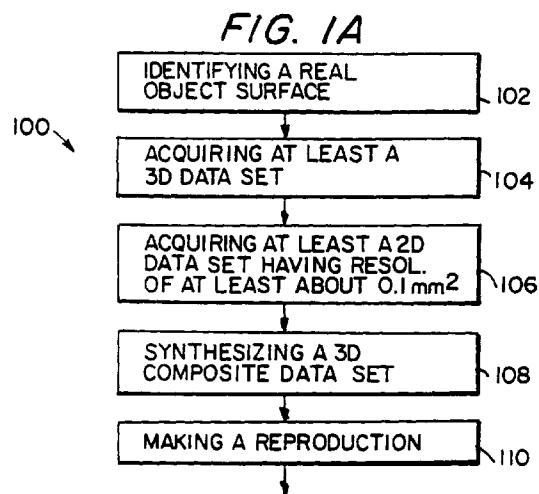 FIG. 1A
IDENTIFYING A REAL
OBJECT SURFACE
102
100
ACQUIRING AT LEAST A
3D DATA SET
104
ACQUIRING AT LEAST A 2D
DATA SET HAVING RESOL.
OF AT LEAST ABOUT 0.1mm²
106
SYNTHESIZING A 3D
COMPOSITE DATA SET
108
MAKING A REPRODUCTION
110